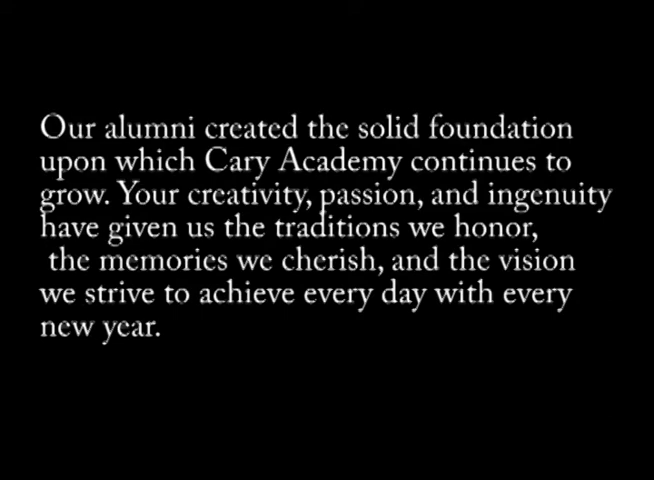 Our alumni created the solid foundation
upon which Cary Academy continues to
grow. Your creativity, passion, and ingenuity
have given us the traditions we honor,
the memories we cherish, and the vision
we strive to achieve every day with every
new year.